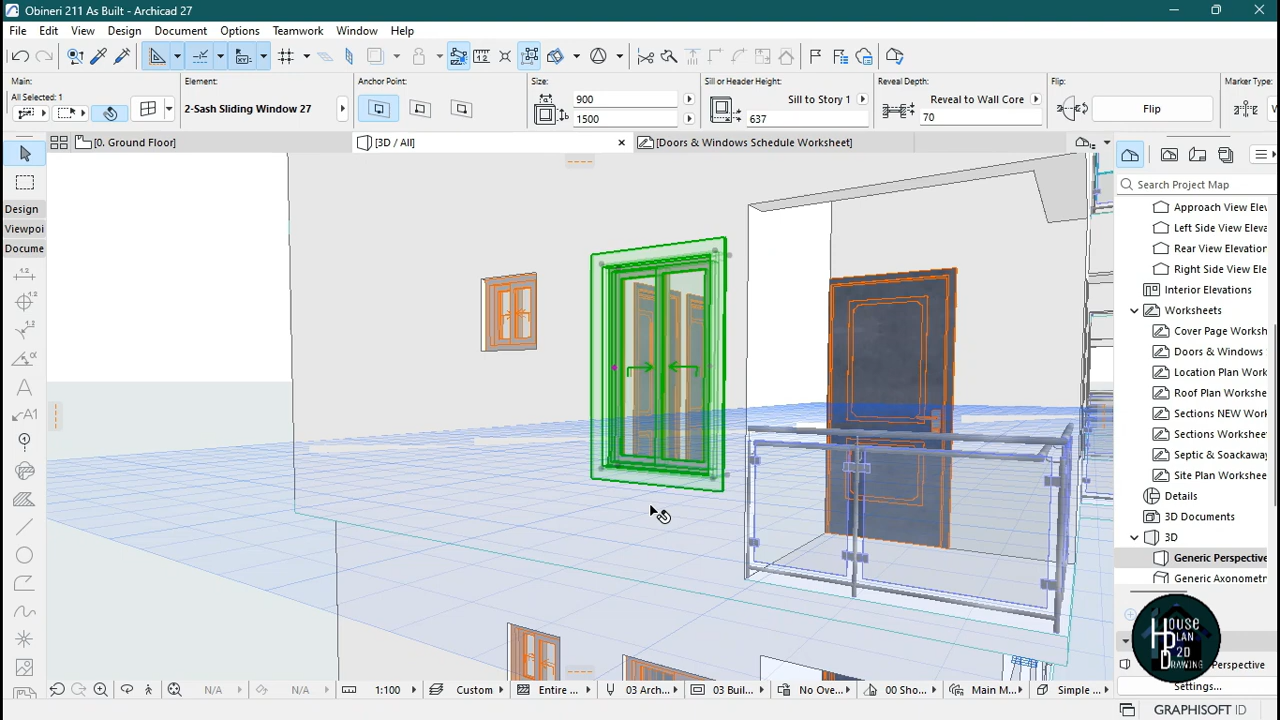 Obineri 211 As Built - Archicad 27
File Edit View Design Document Options Teamwork Window Help
Main: Element: Anchor Point: Size: Sill or Header Height: Reveal Depth: Flip: Marker Type:
All Selected: 1
2-Sash Sliding Window 2-27
900
1500
Sill to Story 1
637
Reveal to Wall Core
70
Flip
[0. Ground Floor] [3D / All] [Doors & Windows Schedule Worksheet]
Design
Viewpoi
Docume
A
A1
Search Project Map
Approach View Elev
Left Side View Eleva
Rear View Elevation
Right Side View Ele
Interior Elevations
Worksheets
Cover Page Worksh
Doors & Windows
Location Plan Work
Roof Plan Workshe
Sections NEW Work
Sections Workshee
Septic & Soackaway
Site Plan Workshee
Details
3D Documents
3D
Generic Perspective
Generic Axonometr
HOUSE
PLAN
2D
DRAWING
Perspective
Settings...
N/A N/A 1:100 Custom Entire ... 03 Arch... 03 Buil... No Ove... 00 Sho... Main M... Simple ...
GRAPHISOFT ID